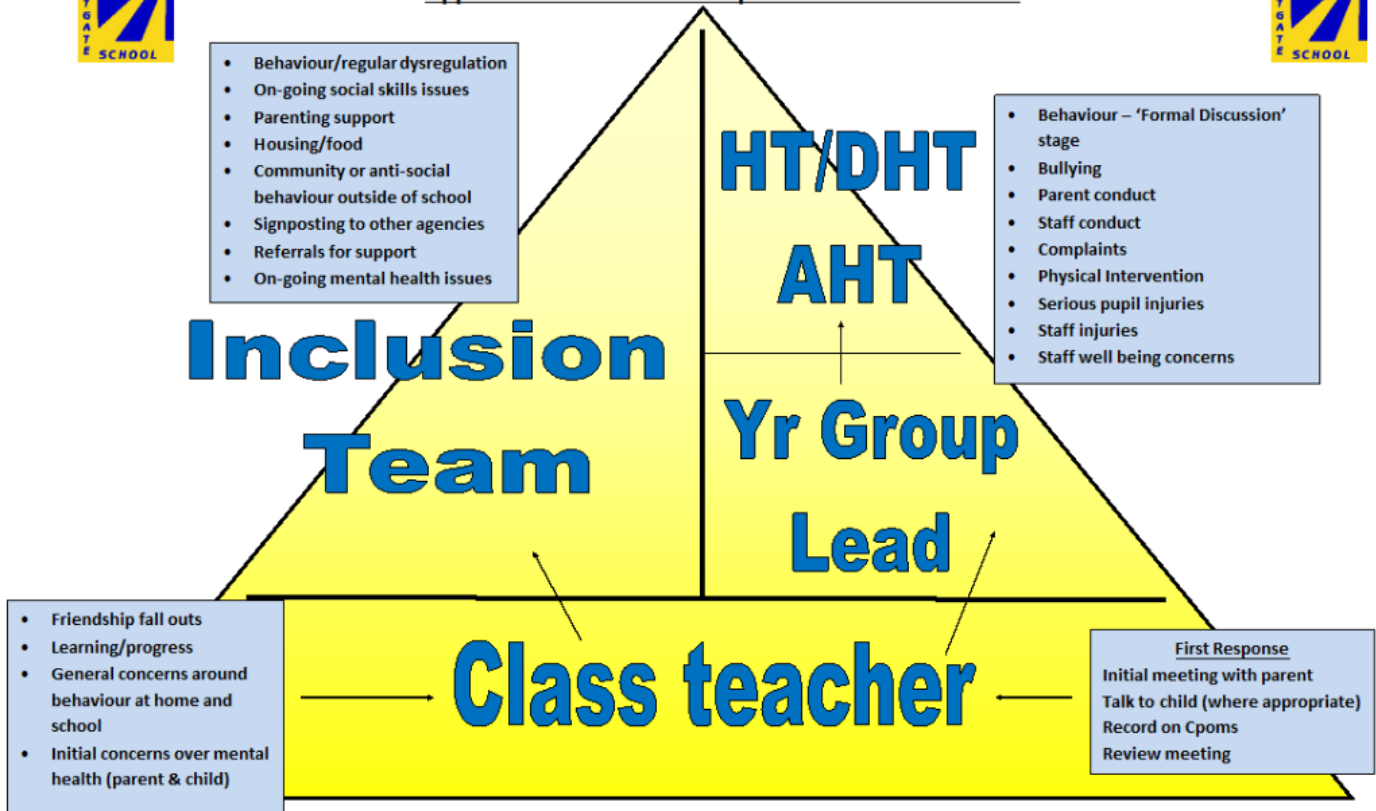 GATE
SCHOOL
GATE
SCHOOL
• Behaviour/regular dysregulation
• On-going social skills issues
• Parenting support
• Housing/food
• Community or anti-social
behaviour outside of school
• Signposting to other agencies
• Referrals for support
• On-going mental health issues
HT/DHT
AHT
• Behaviour – ‘Formal Discussion’
stage
• Bullying
• Parent conduct
• Staff conduct
• Complaints
• Physical Intervention
• Serious pupil injuries
• Staff injuries
• Staff well being concerns
Inclusion
Team
Yr Group
Lead
• Friendship fall outs
• Learning/progress
• General concerns around
behaviour at home and
school
• Initial concerns over mental
health (parent & child)
Class teacher
First Response
Initial meeting with parent
Talk to child (where appropriate)
Record on Cpoms
Review meeting